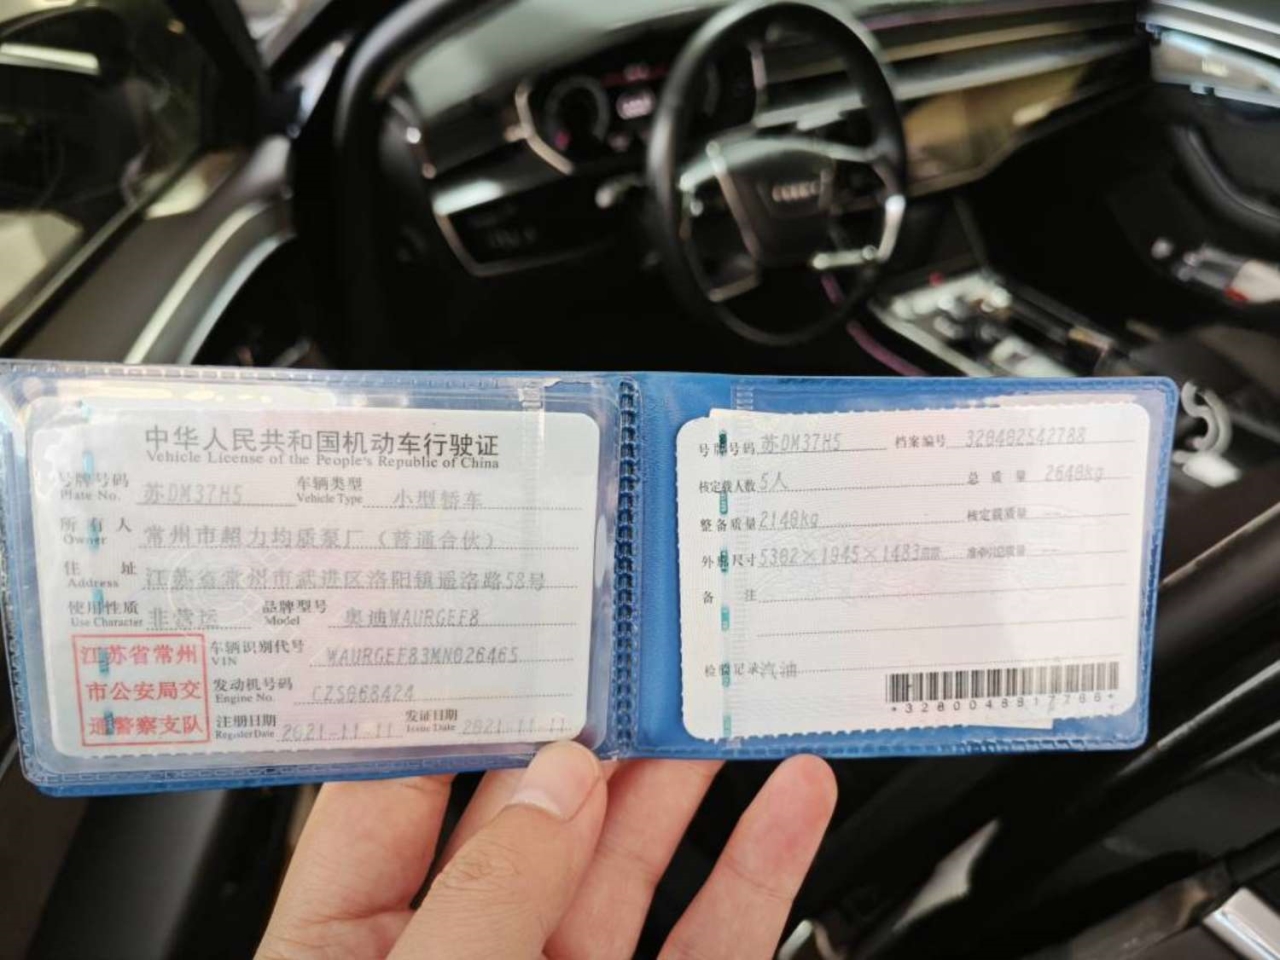 中华人民共和国机动车行驶证
Vehicle License of the People's Republic of China
号牌号码 苏DM37H5 车辆类型 小型轿车
Plate No. Vehicle Type
所有人 常州市超力均质泵厂（普通合伙）
Owner
住址 江苏省常州市武进区洛阳镇遥洛路58号
Address
使用性质 非营运 品牌型号 奥迪WAURGEF8
Use Character Model
江苏省常州
市公安局交
通警察支队
车辆识别代号 WAURGEF83MN026465
VIN
发动机号码 CZS068424
Engine No.
注册日期 2021-11-11 发证日期 2021-11-11
Register Date Issue Date
号牌号码 苏DM37H5 档案编号 320402542788
核定载人数 5人 总质量 2640kg
整备质量 2140kg 核定载质量 --
外廓尺寸 5302×1945×1483mm 准牵引总质量 --
备注
检验记录 汽油